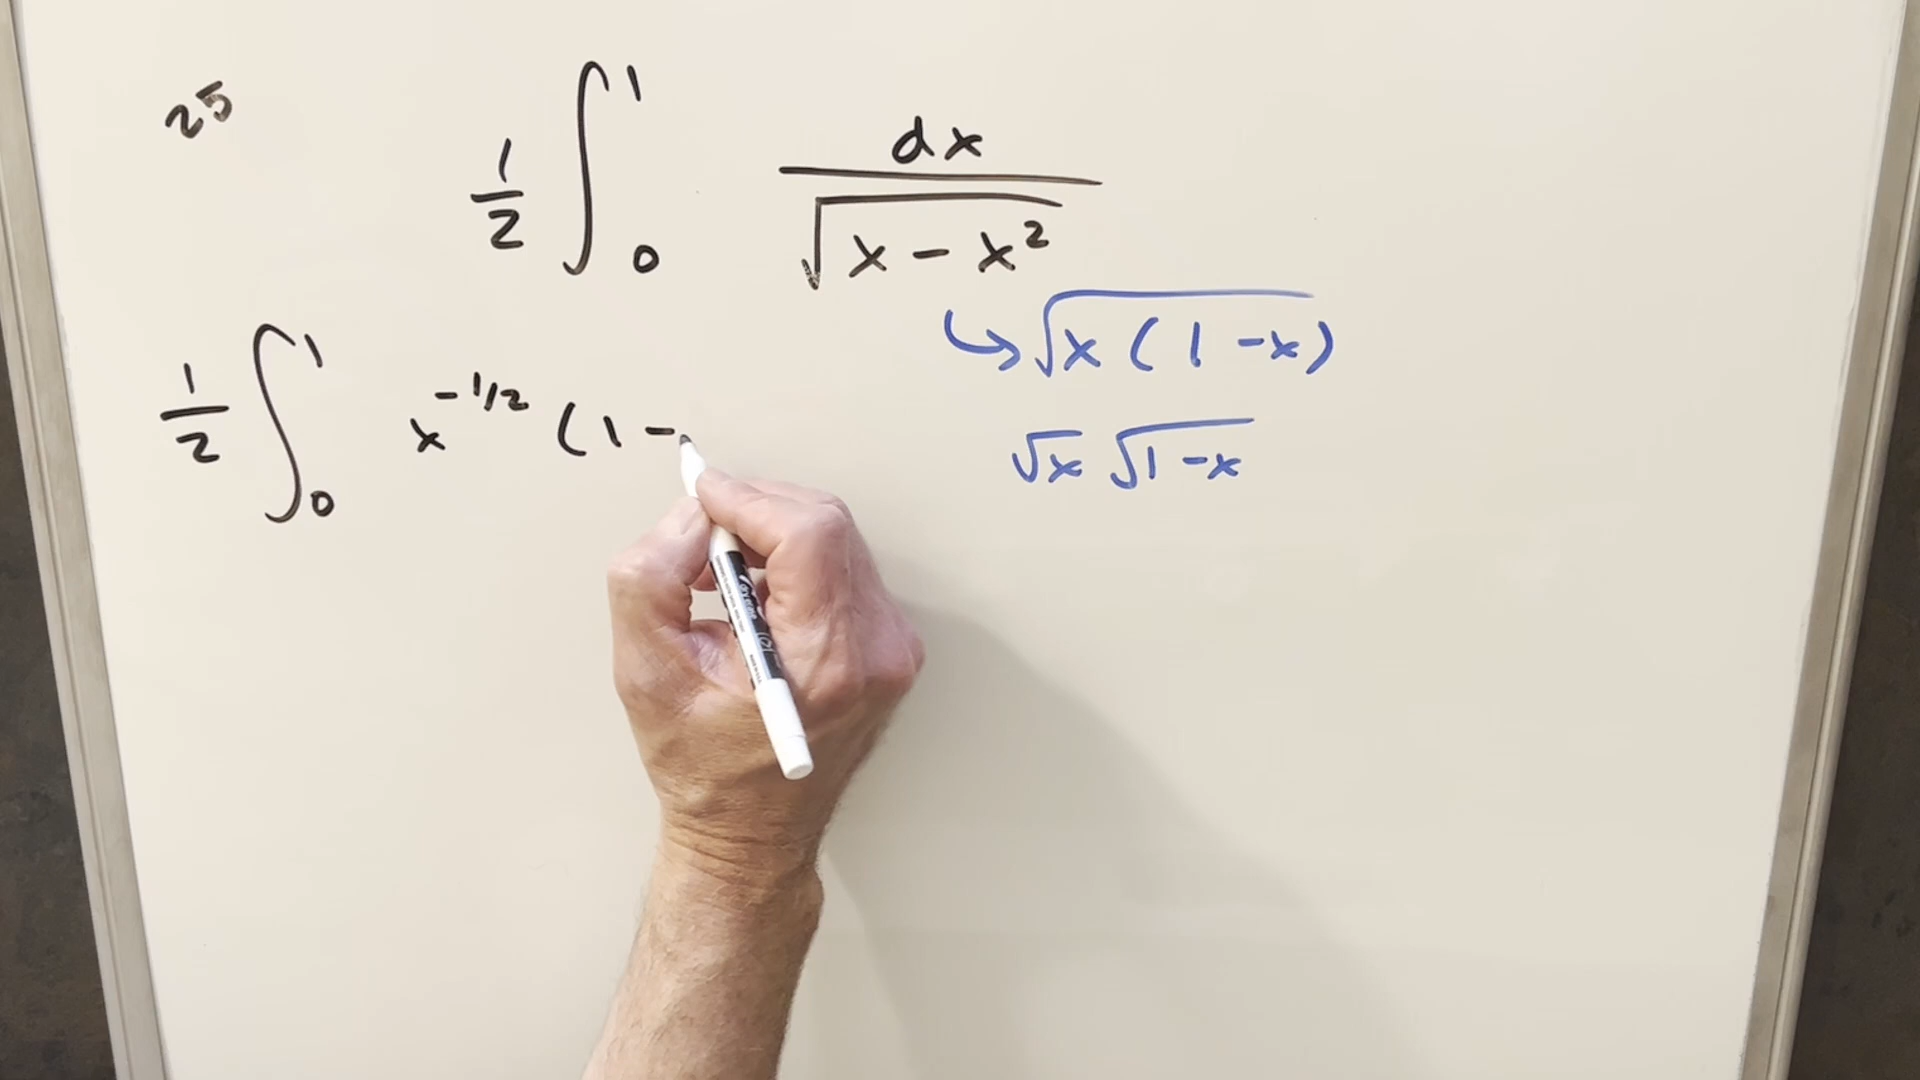 25
1/2 ∫₀¹ dx / √(x - x²)
↳ √(x(1-x))
1/2 ∫₀¹ x^(-1/2) (1 -
√x √(1-x)